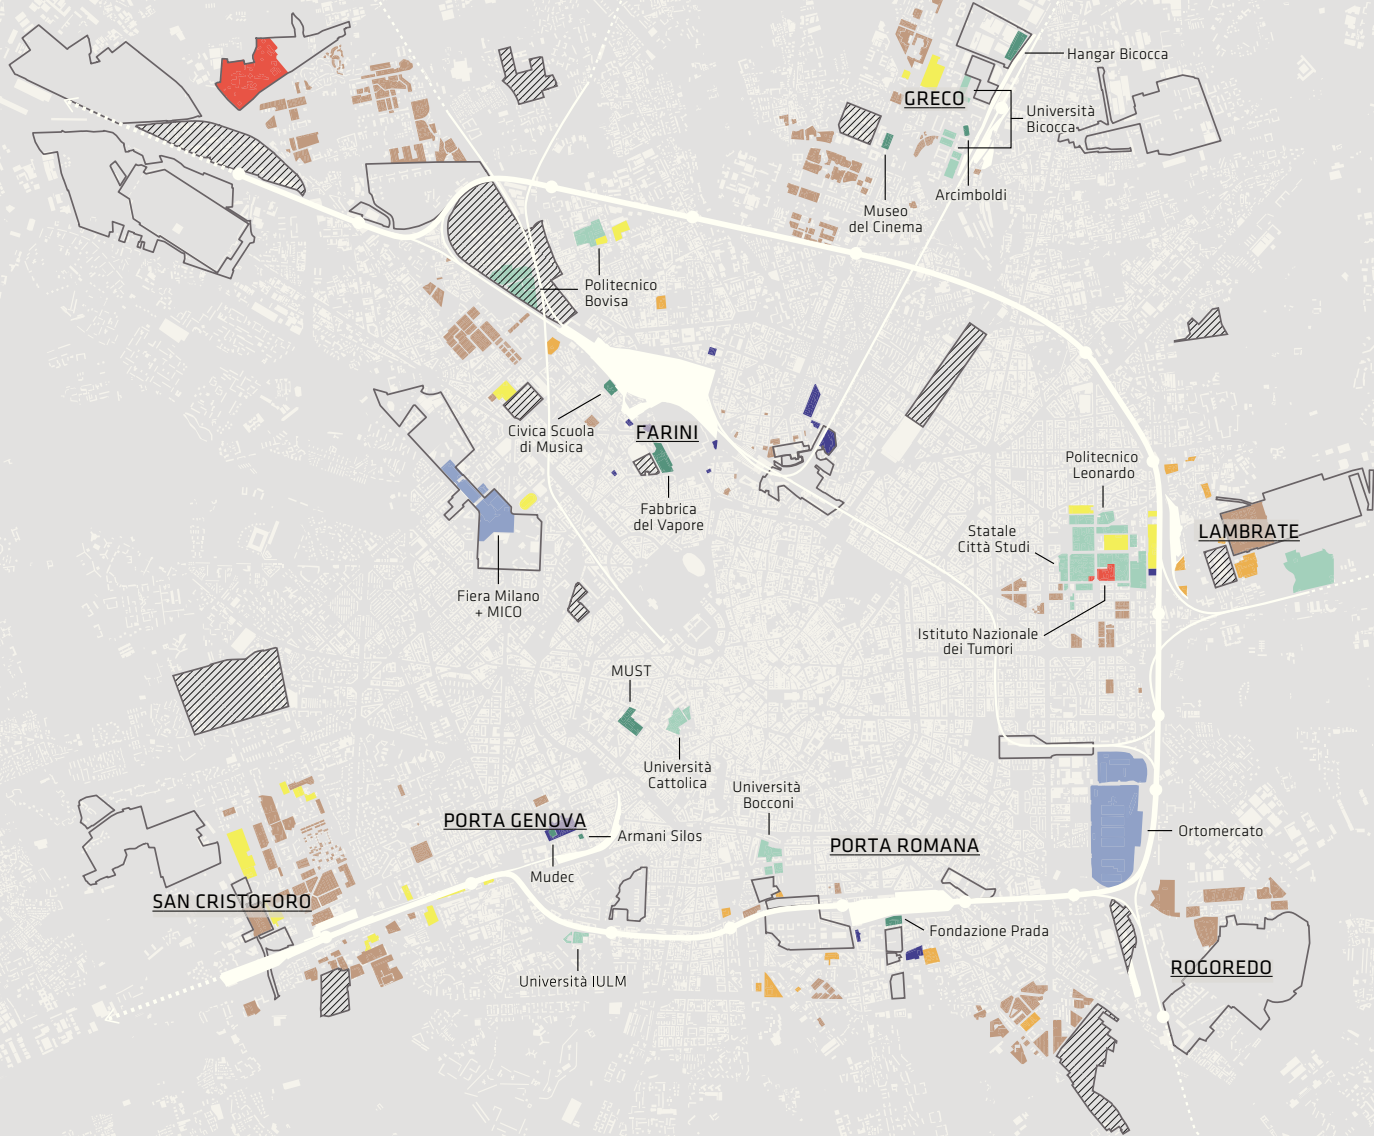 Hangar Bicocca
GRECO
Università
Bicocca
Arcimboldi
Museo
del Cinema
Politecnico
Bovisa
Civica Scuola
di Musica
FARINI
Politecnico
Leonardo
Fabbrica
del Vapore
Statale
Città Studi
LAMBRATE
Fiera Milano
+ MICO
Istituto Nazionale
dei Tumori
MUST
Università
Cattolica
Università
Bocconi
PORTA GENOVA
Armani Silos
Ortomercato
PORTA ROMANA
Mudec
SAN CRISTOFORO
Fondazione Prada
ROGOREDO
Università IULM